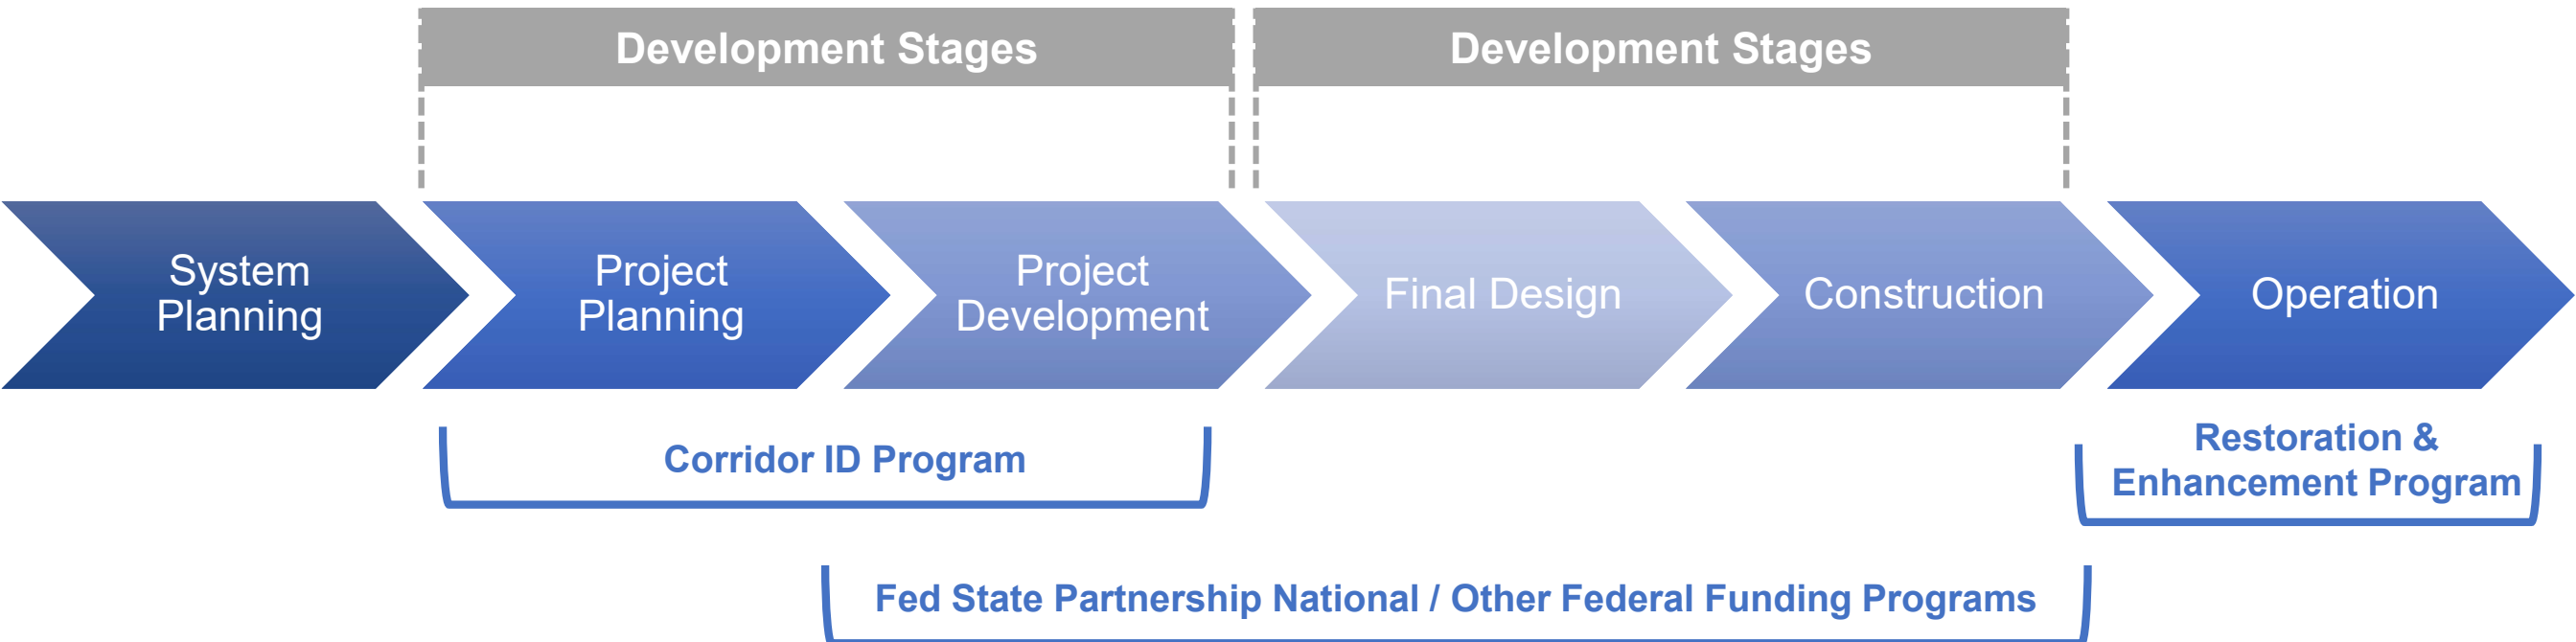 Development Stages
Development Stages
System
Planning
Project
Planning
Project
Development
Final Design
Construction
Operation
Corridor ID Program
Restoration &
Enhancement Program
Fed State Partnership National / Other Federal Funding Programs